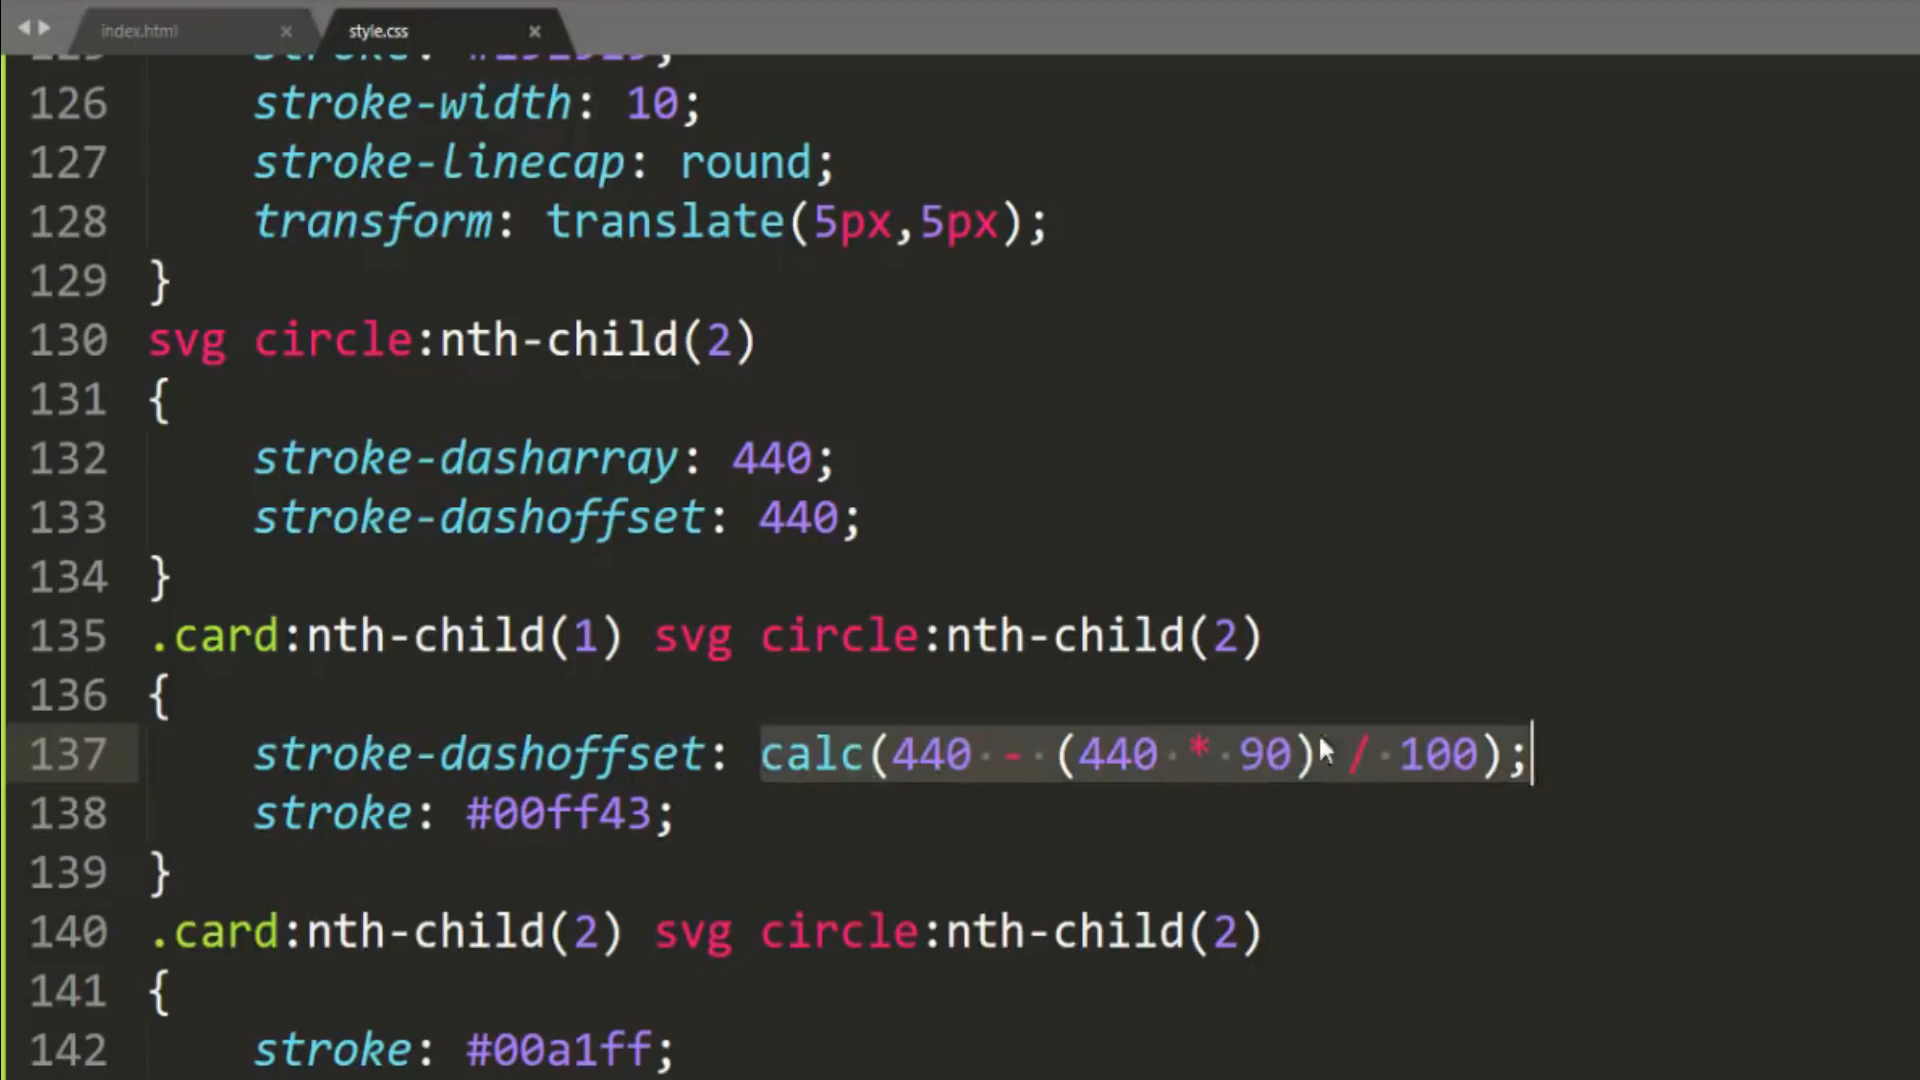 index.html × style.css ×
126 stroke-width: 10;
127 stroke-linecap: round;
128 transform: translate(5px,5px);
129 }
130 svg circle:nth-child(2)
131 {
132 stroke-dasharray: 440;
133 stroke-dashoffset: 440;
134 }
135 .card:nth-child(1) svg circle:nth-child(2)
136 {
137 stroke-dashoffset: calc(440 - (440 * 90) / 100);
138 stroke: #00ff43;
139 }
140 .card:nth-child(2) svg circle:nth-child(2)
141 {
142 stroke: #00a1ff;